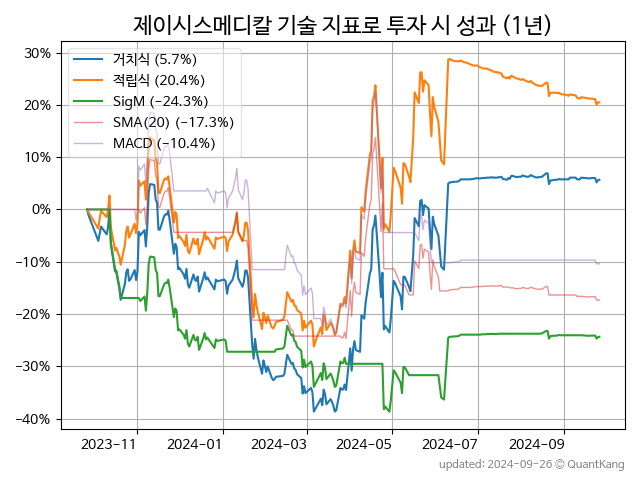 제이시스메디칼 기술 지표로 투자 시 성과 (1년)
30%
20%
10%
0%
−10%
−20%
−30%
−40%
거치식 (5.7%)
적립식 (20.4%)
SigM (−24.3%)
SMA(20) (−17.3%)
MACD (−10.4%)
2023-11
2024-01
2024-03
2024-05
2024-07
2024-09
updated: 2024-09-26 © QuantKang